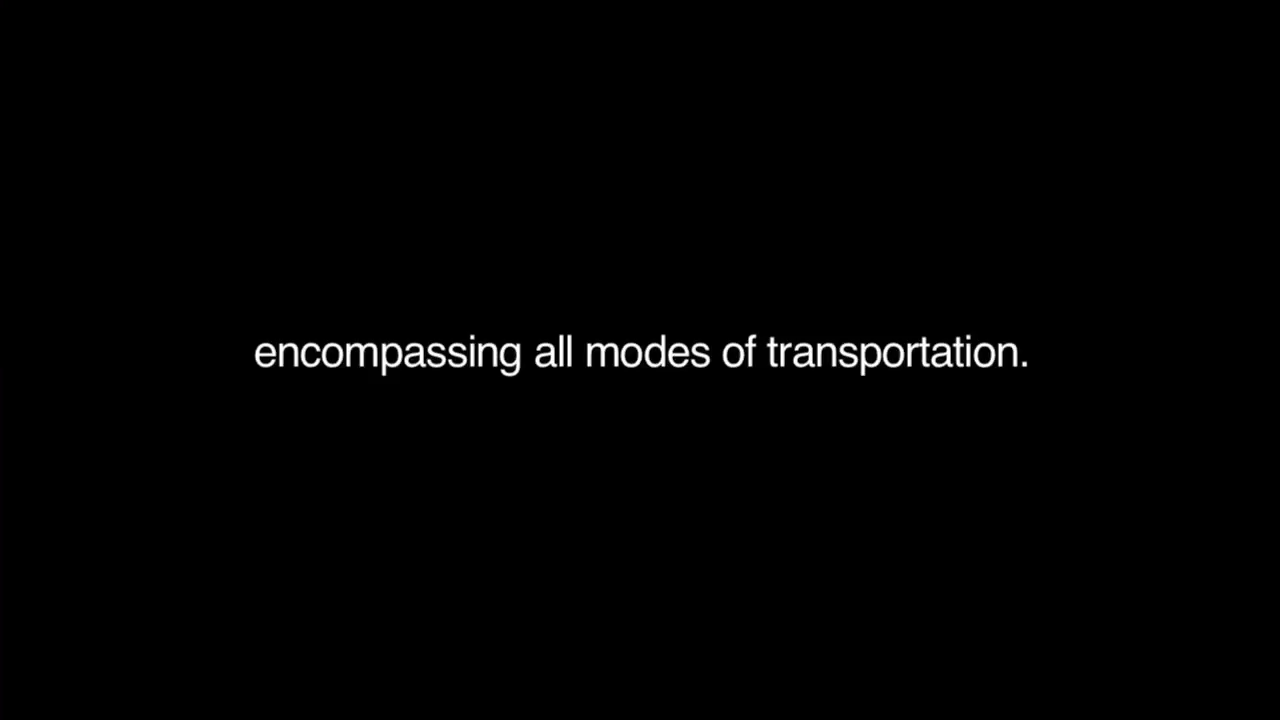 encompassing all modes of transportation.